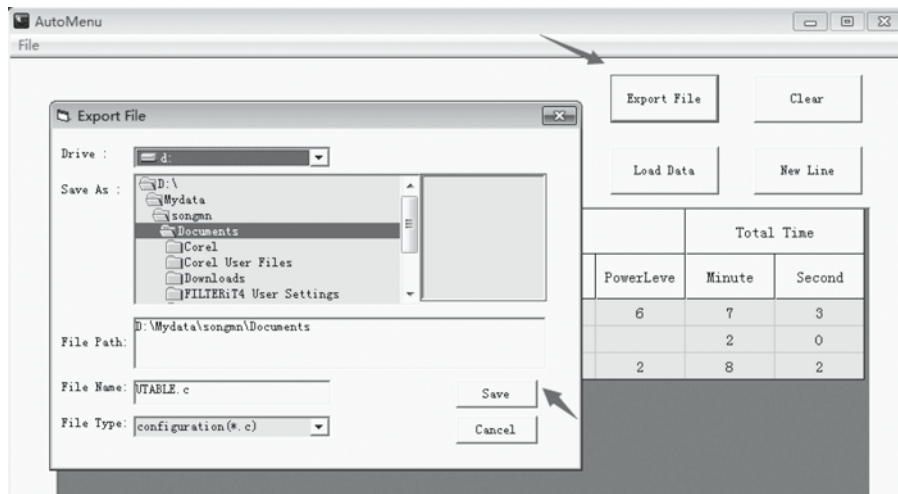 AutoMenu
File
Export File
Clear
Export File
Drive :
d:
Load Data
New Line
Save As :
D:\
Mydata
songmn
Documents
Corel
Corel User Files
Downloads
FILTERiT4 User Settings
Total Time
PowerLeve
Minute
Second
6 7 3
2 0
2 8 2
File Path:
D:\Mydata\songmn\Documents
File Name:
UTABLE.c
Save
File Type:
configuration(*.c)
Cancel